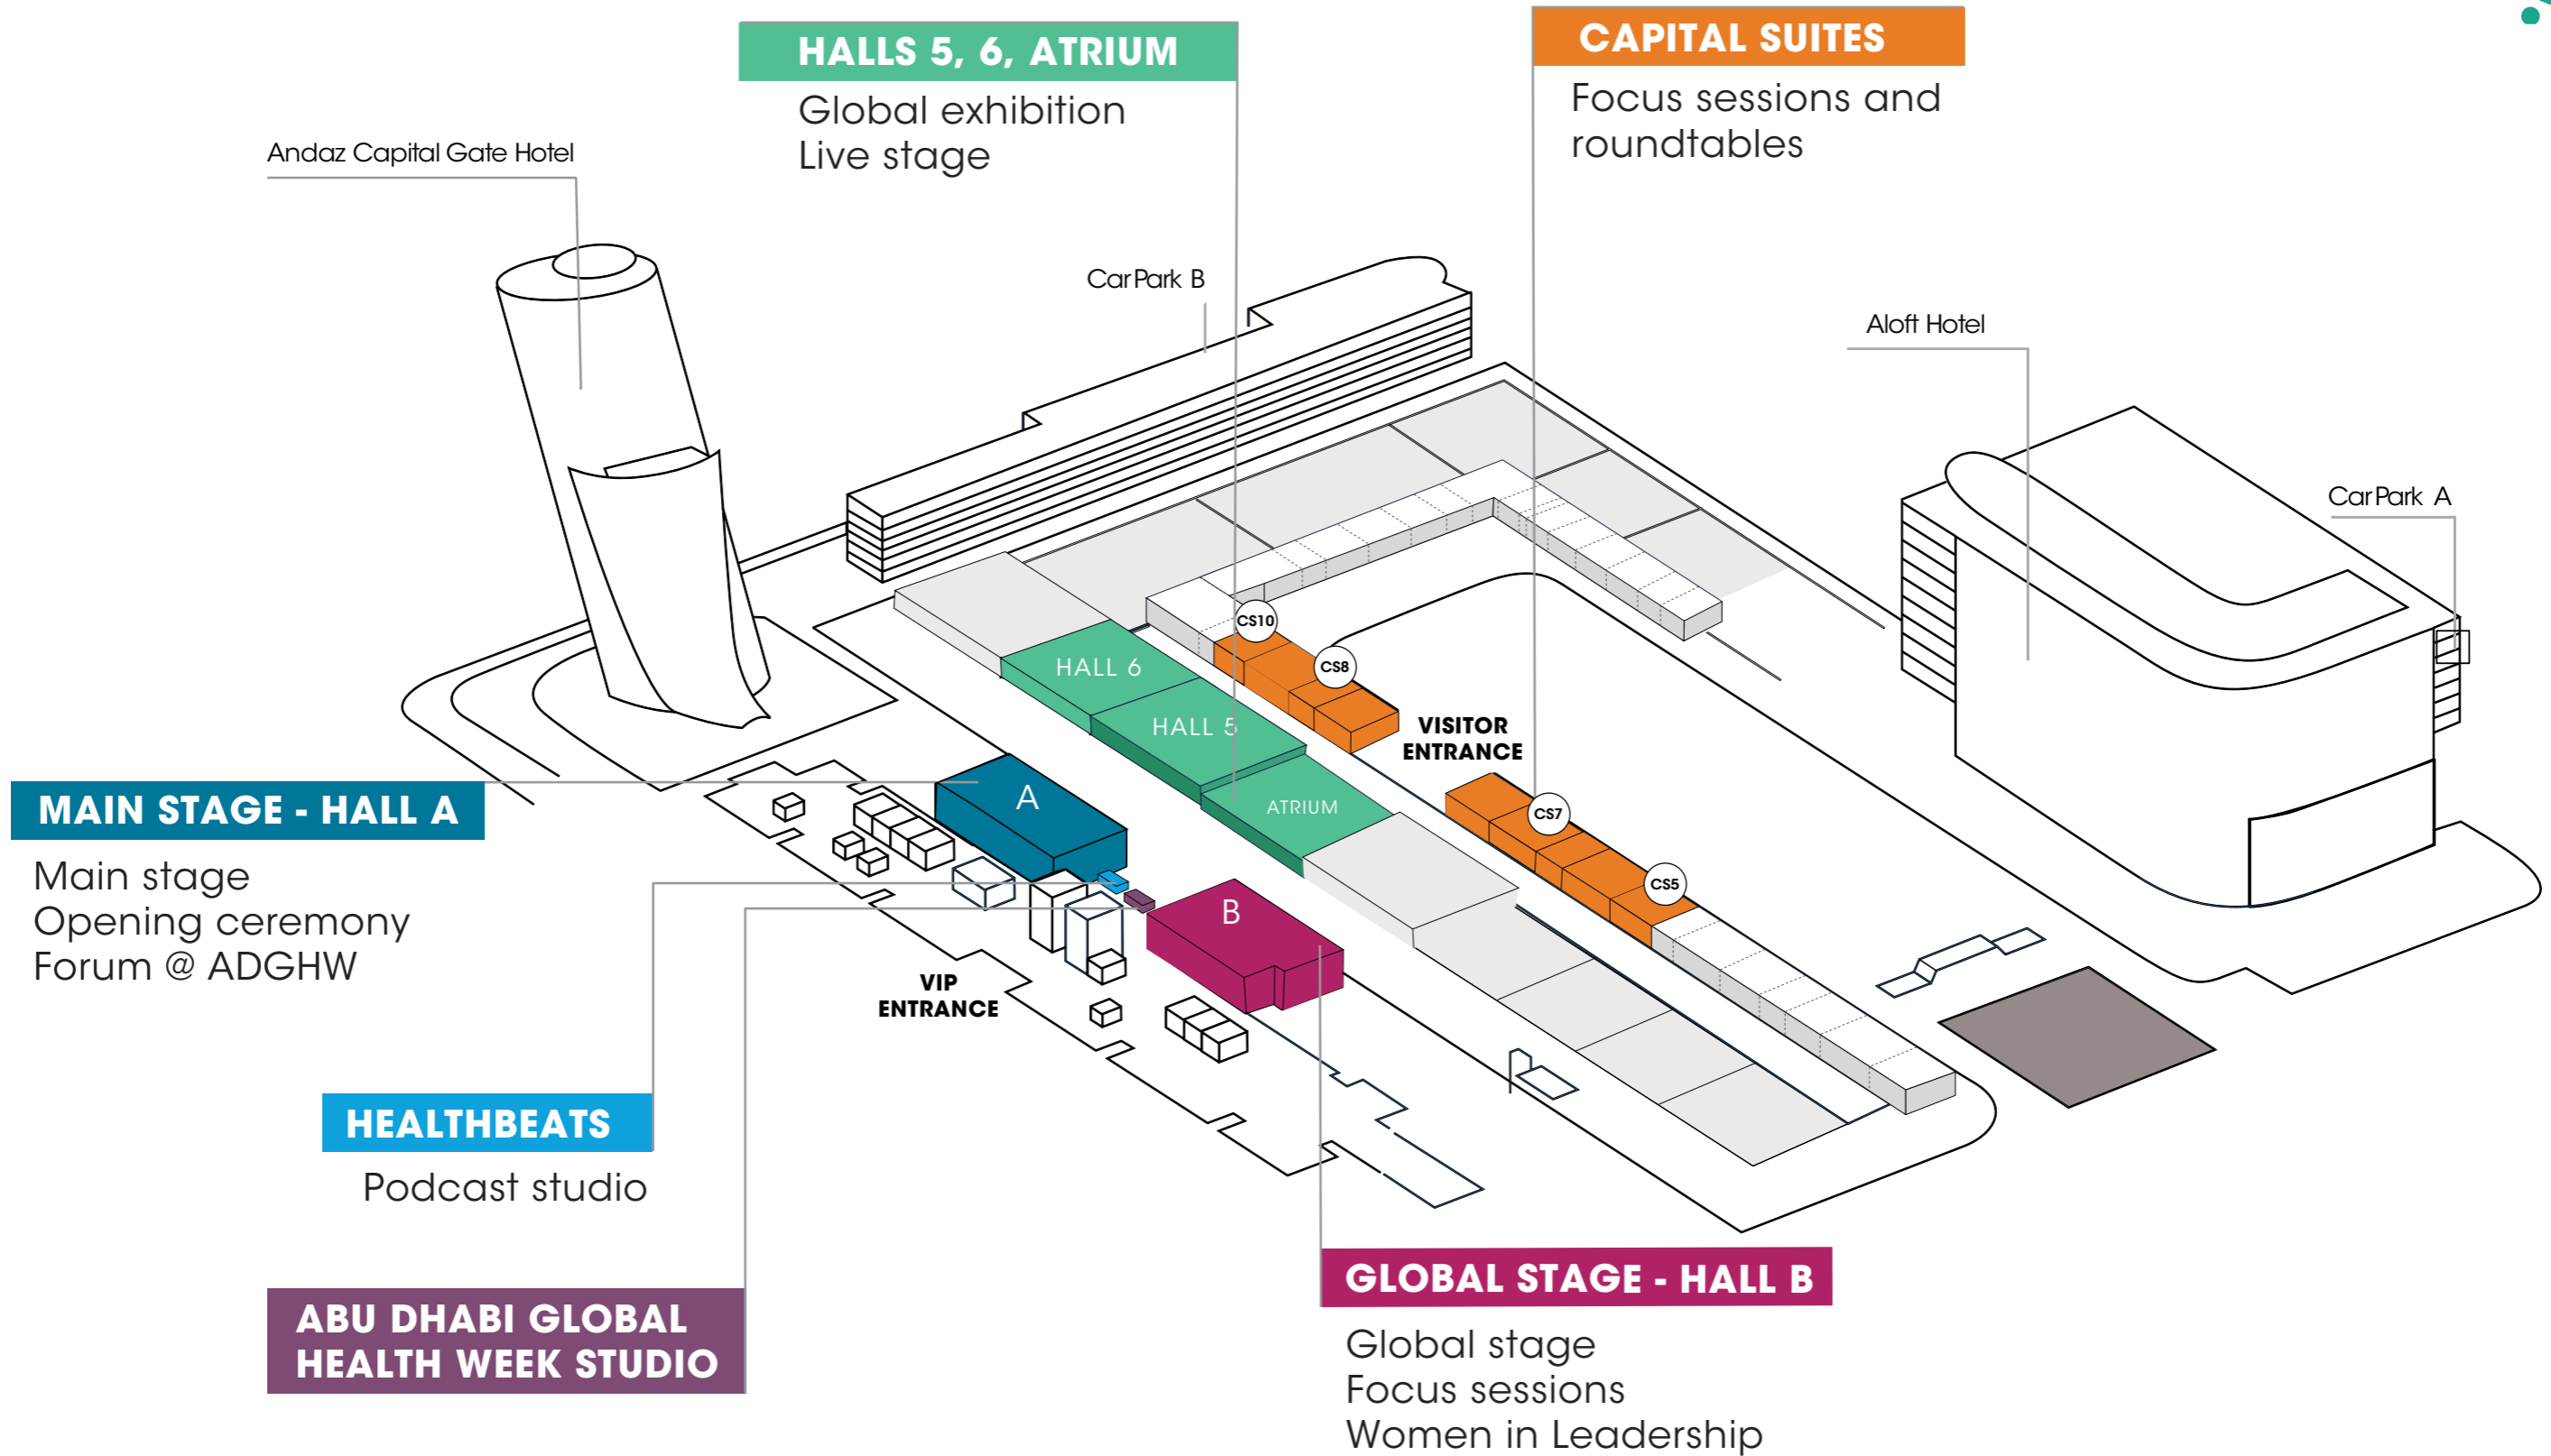 HALLS 5, 6, ATRIUM
Global exhibition
Live stage
CAPITAL SUITES
Focus sessions and
roundtables
Andaz Capital Gate Hotel
Car Park B
Aloft Hotel
Car Park A
CS10
CS8
HALL 6
HALL 5
VISITOR
ENTRANCE
ATRIUM
CS7
CS5
A
B
MAIN STAGE - HALL A
Main stage
Opening ceremony
Forum @ ADGHW
VIP
ENTRANCE
HEALTHBEATS
Podcast studio
ABU DHABI GLOBAL
HEALTH WEEK STUDIO
GLOBAL STAGE - HALL B
Global stage
Focus sessions
Women in Leadership